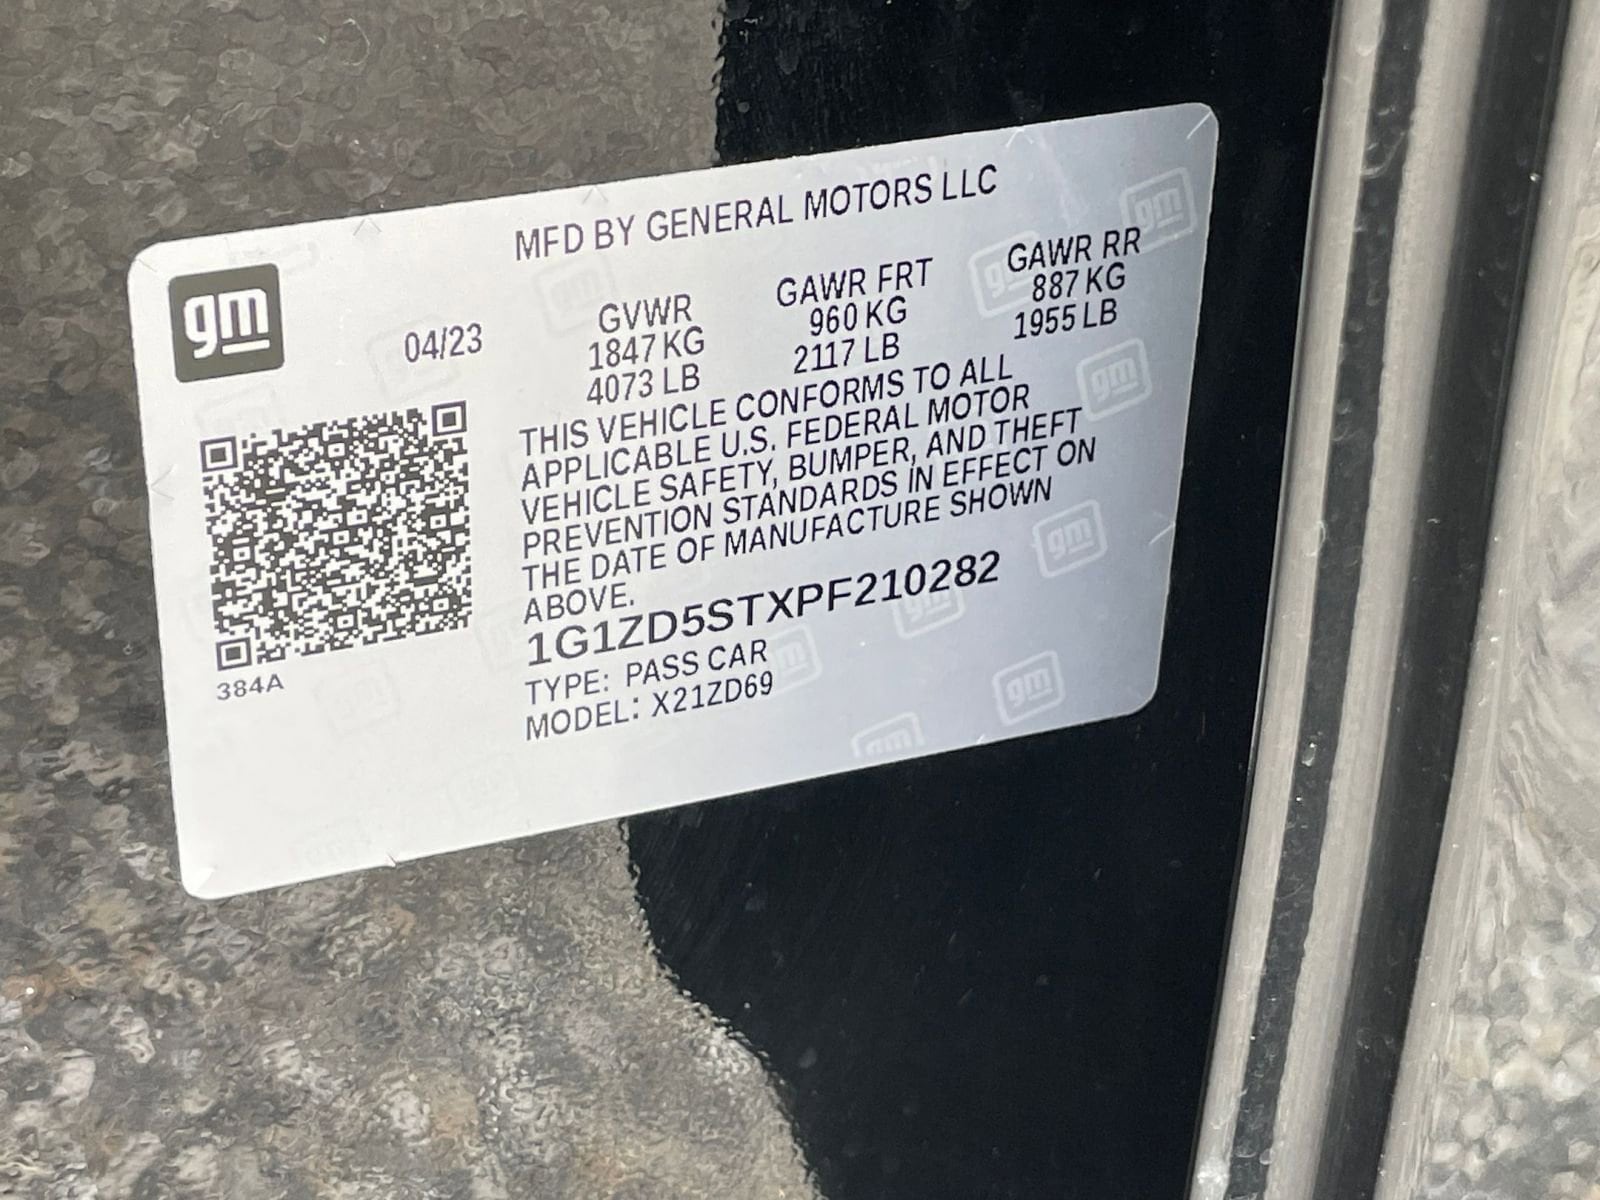 MFD BY GENERAL MOTORS LLC
gm
04/23
GVWR
1847 KG
4073 LB
GAWR FRT
960 KG
2117 LB
GAWR RR
887 KG
1955 LB
THIS VEHICLE CONFORMS TO ALL
APPLICABLE U.S. FEDERAL MOTOR
VEHICLE SAFETY, BUMPER, AND THEFT
PREVENTION STANDARDS IN EFFECT ON
THE DATE OF MANUFACTURE SHOWN
ABOVE.
1G1ZD5STXPF210282
TYPE: PASS CAR
MODEL: X21ZD69
384A